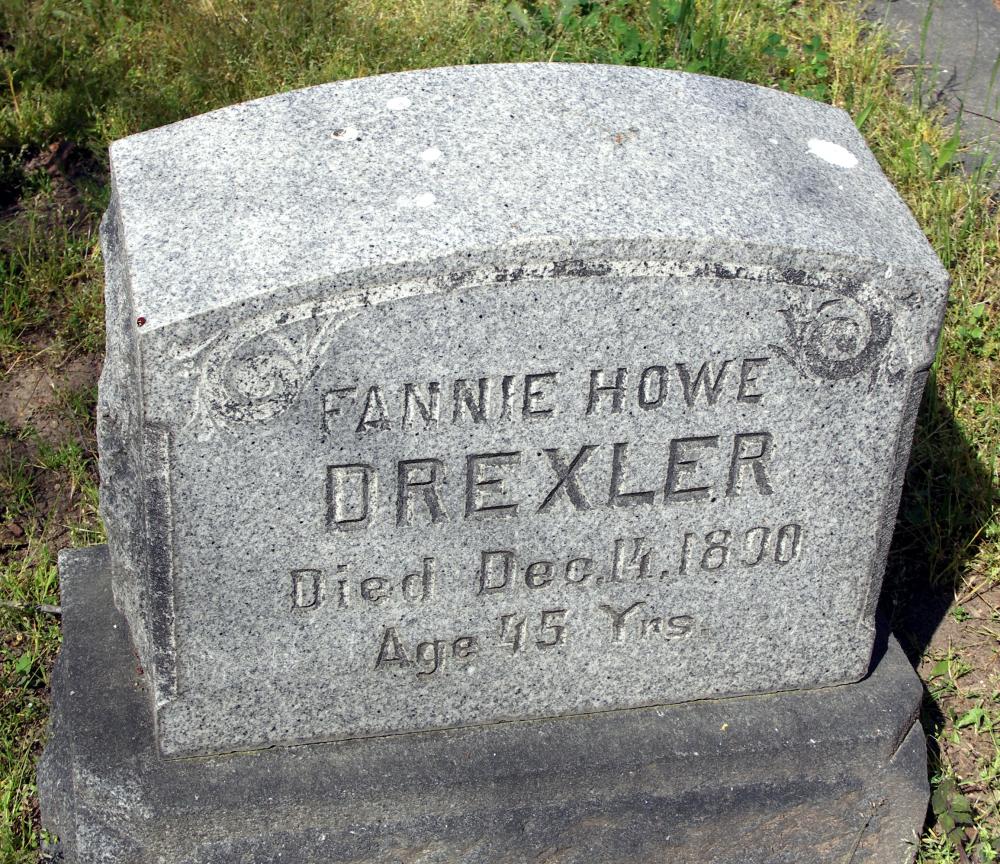 FANNIE HOWE
DREXLER
Died Dec. 14. 1890
Age 45 Yrs.